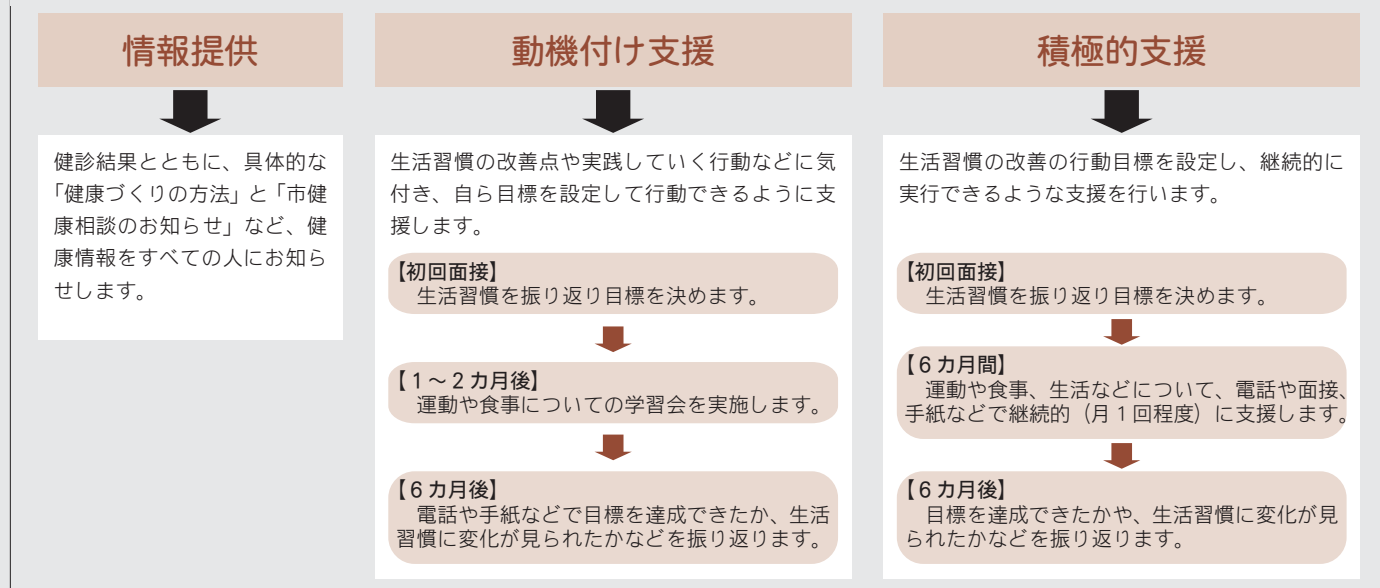 情報提供
健診結果とともに、具体的な
「健康づくりの方法」と「市健
康相談のお知らせ」など、健
康情報をすべての人にお知ら
せします。
動機付け支援
生活習慣の改善点や実践していく行動などに気
付き、自ら目標を設定して行動できるように支
援します。
【初回面接】
生活習慣を振り返り目標を決めます。
【1~2カ月後】
運動や食事についての学習会を実施します。
【6カ月後】
電話や手紙などで目標を達成できたか、生活
習慣に変化が見られたかなどを振り返ります。
積極的支援
生活習慣の改善の行動目標を設定し、継続的に
実行できるような支援を行います。
【初回面接】
生活習慣を振り返り目標を決めます。
【6カ月間】
運動や食事、生活などについて、電話や面接、
手紙などで継続的(月1回程度)に支援します。
【6カ月後】
目標を達成できたかや、生活習慣に変化が見
られたかなどを振り返ります。